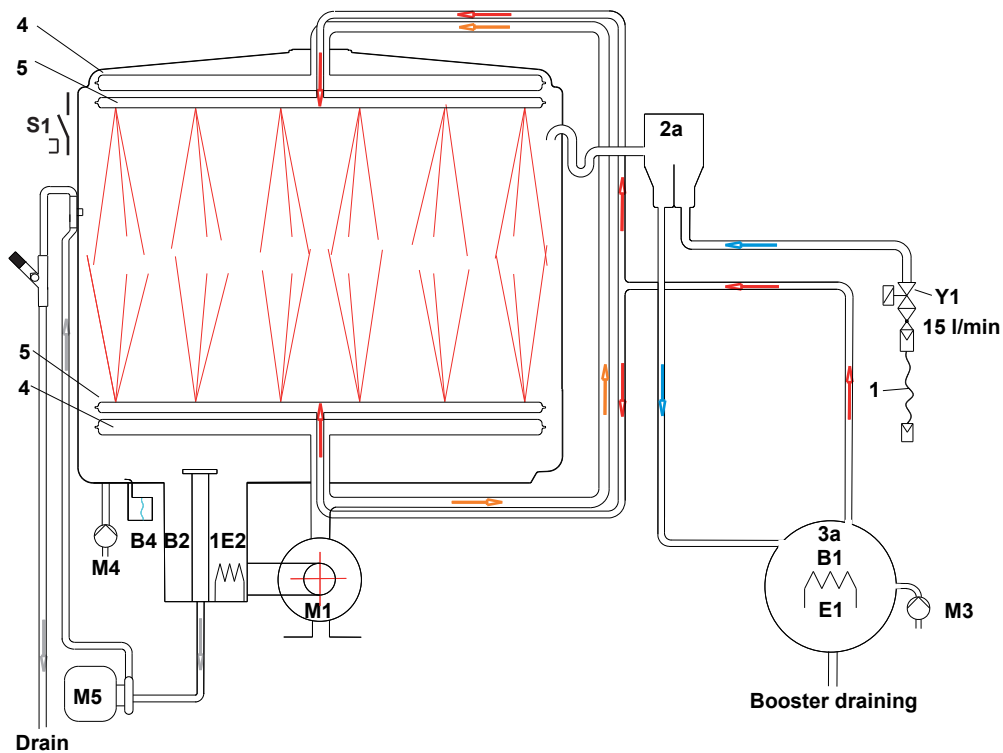 4
5
S1
2a
Y1
15 l/min
5
4
1
B4
B2
1E2
3a
B1
M4
E1
M1
M3
M5
Booster draining
Drain